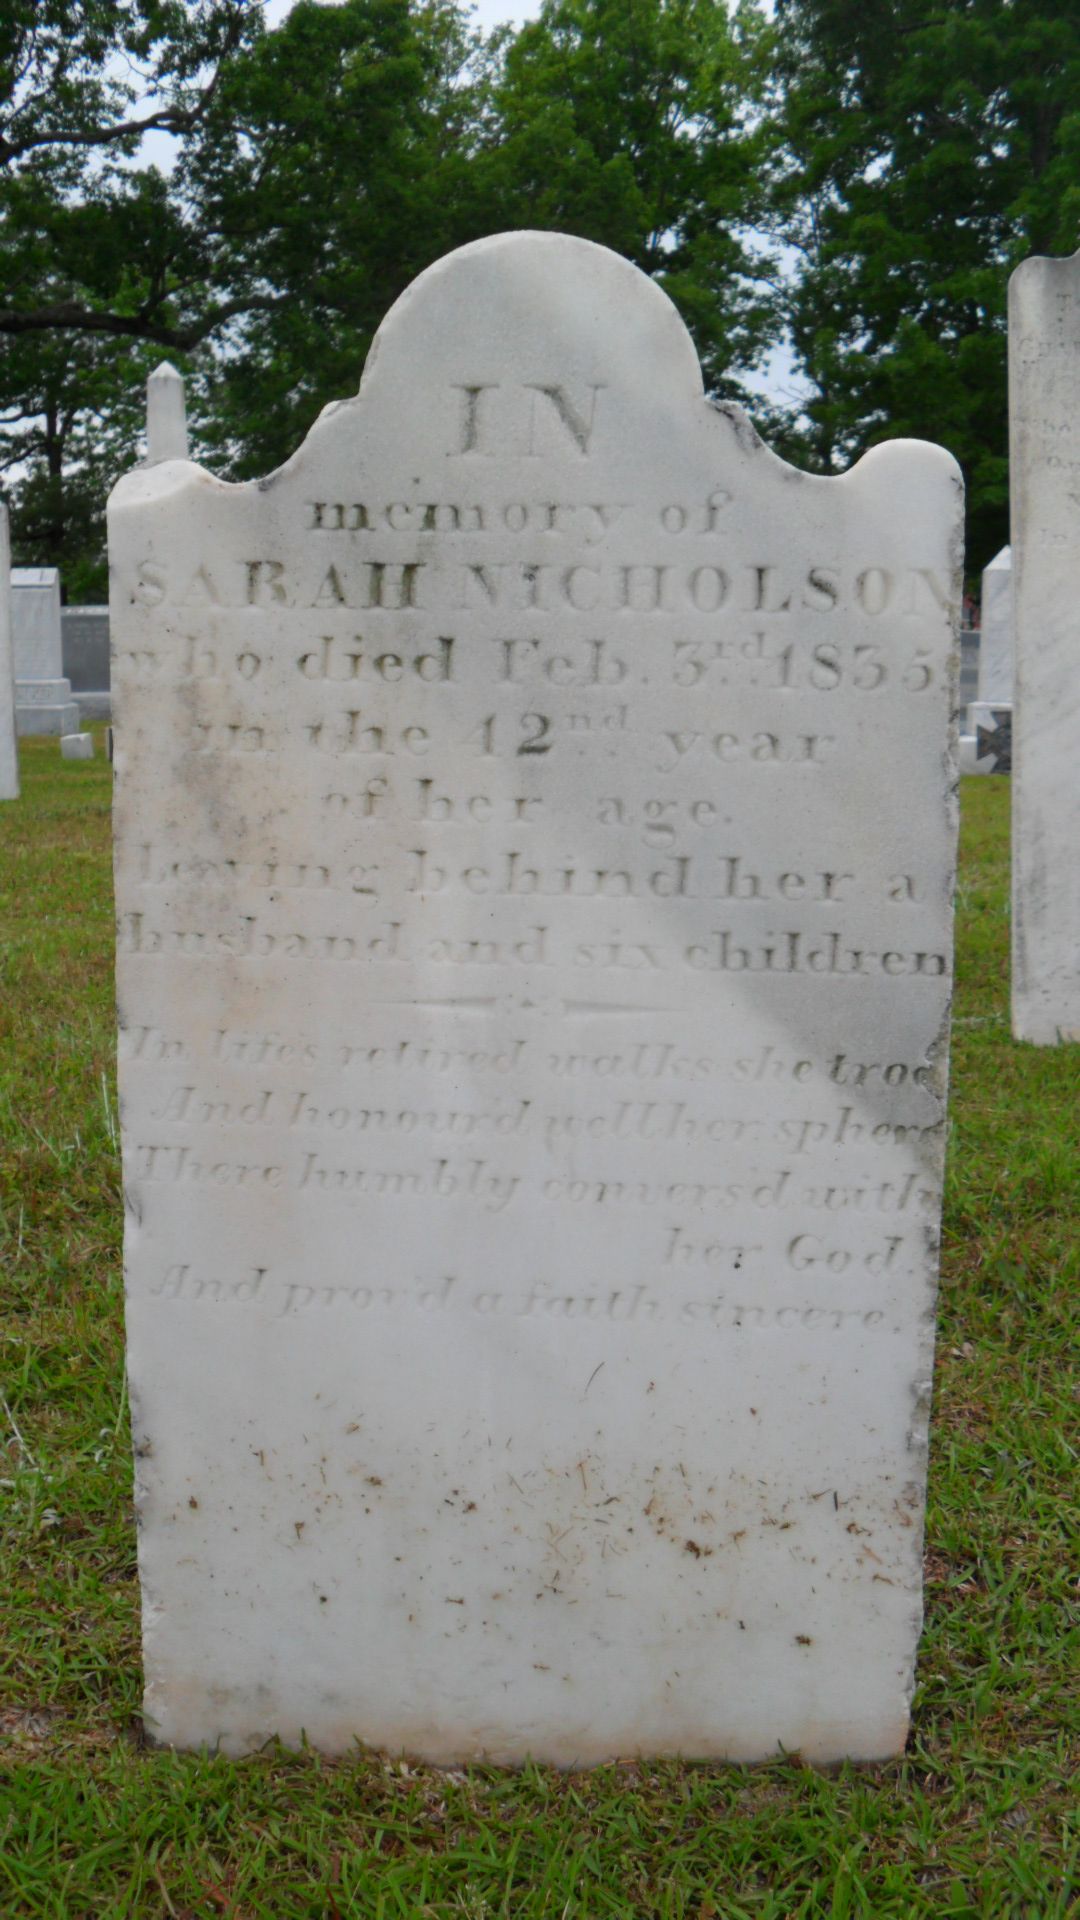 IN
memory of
SARAH NICHOLSON
who died Feb. 3rd. 1835.
in the 42nd. year
of her age.
Leaving behind her a
husband and six children
In life's retired walks she trod
And honour'd well her sphere
There humbly convers'd with
her God.
And prov'd a faith sincere.